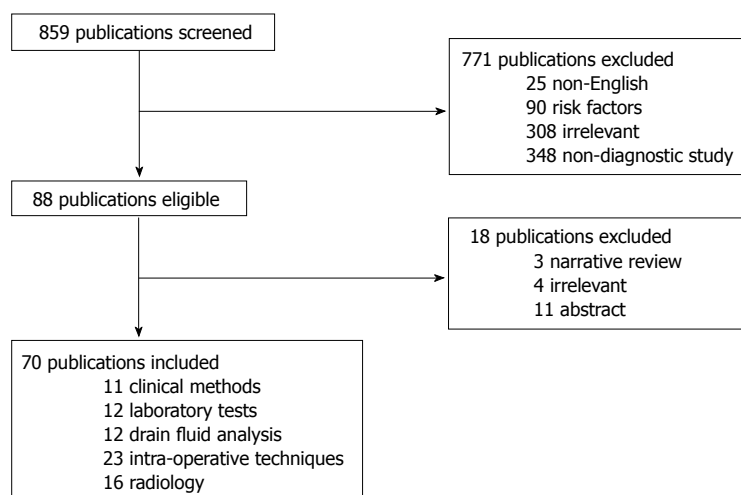 859 publications screened
771 publications excluded
25 non-English
90 risk factors
308 irrelevant
348 non-diagnostic study
88 publications eligible
18 publications excluded
3 narrative review
4 irrelevant
11 abstract
70 publications included
11 clinical methods
12 laboratory tests
12 drain fluid analysis
23 intra-operative techniques
16 radiology